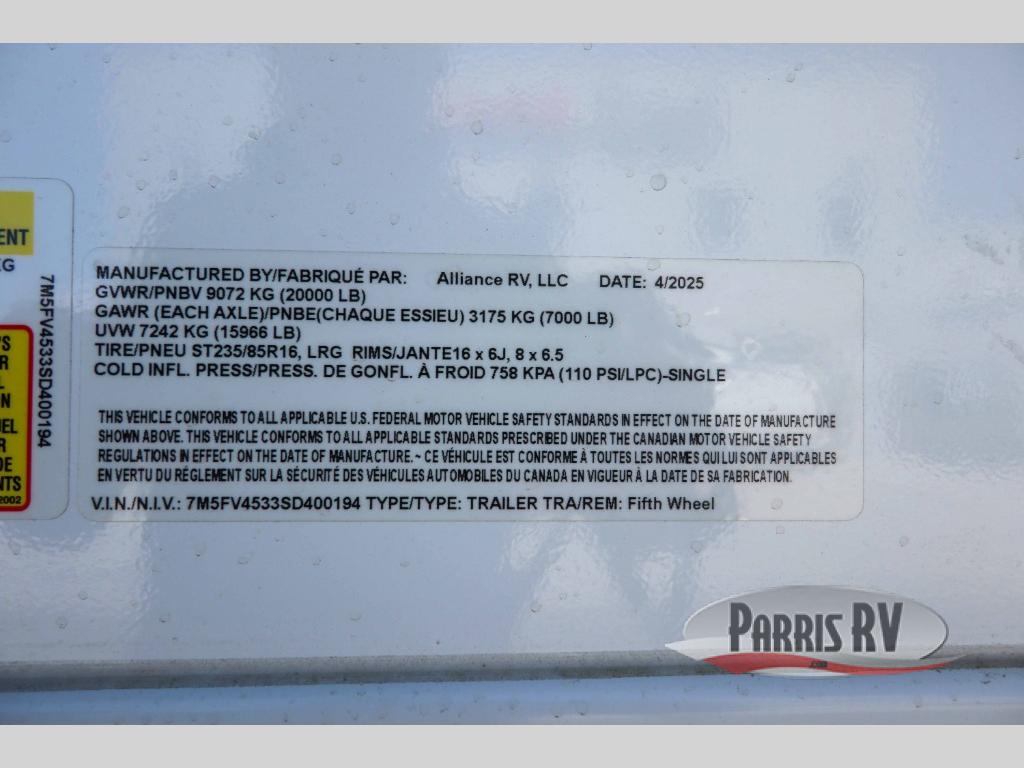 ENT
KG
7M5FV4533SD400194
'S
R
L
N
UEL
R
DE
NTS
2002
MANUFACTURED BY/FABRIQUÉ PAR: Alliance RV, LLC DATE: 4/2025
GVWR/PNBV 9072 KG (20000 LB)
GAWR (EACH AXLE)/PNBE(CHAQUE ESSIEU) 3175 KG (7000 LB)
UVW 7242 KG (15966 LB)
TIRE/PNEU ST235/85R16, LRG RIMS/JANTE16 x 6J, 8 x 6.5
COLD INFL. PRESS/PRESS. DE GONFL. À FROID 758 KPA (110 PSI/LPC)-SINGLE
THIS VEHICLE CONFORMS TO ALL APPLICABLE U.S. FEDERAL MOTOR VEHICLE SAFETY STANDARDS IN EFFECT ON THE DATE OF MANUFACTURE
SHOWN ABOVE. THIS VEHICLE CONFORMS TO ALL APPLICABLE STANDARDS PRESCRIBED UNDER THE CANADIAN MOTOR VEHICLE SAFETY
REGULATIONS IN EFFECT ON THE DATE OF MANUFACTURE. ~ CE VÉHICULE EST CONFORME À TOUTES LES NORMES QUI LUI SONT APPLICABLES
EN VERTU DU RÉGLEMENT SUR LA SÉCURITÉ DES VÉHICULES AUTOMOBILES DU CANADA EN VIGUEUR À LA DATE DE SA FABRICATION.
V.I.N./N.I.V.: 7M5FV4533SD400194 TYPE/TYPE: TRAILER TRA/REM: Fifth Wheel
PARRIS RV
.com